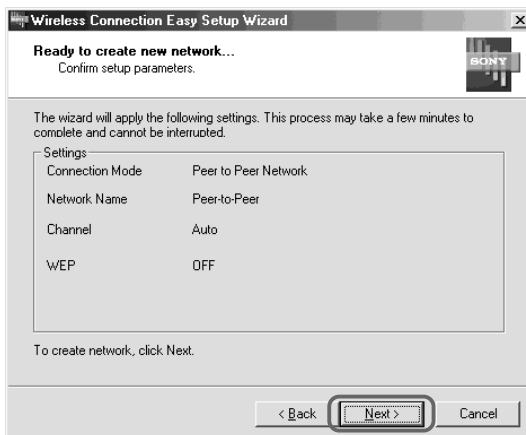 Wireless Connection Easy Setup Wizard
Ready to create new network...
Confirm setup parameters.
SONY
The wizard will apply the following settings. This process may take a few minutes to
complete and cannot be interrupted.
Settings
Connection Mode Peer to Peer Network
Network Name Peer-to-Peer
Channel Auto
WEP OFF
To create network, click Next.
< Back Next > Cancel